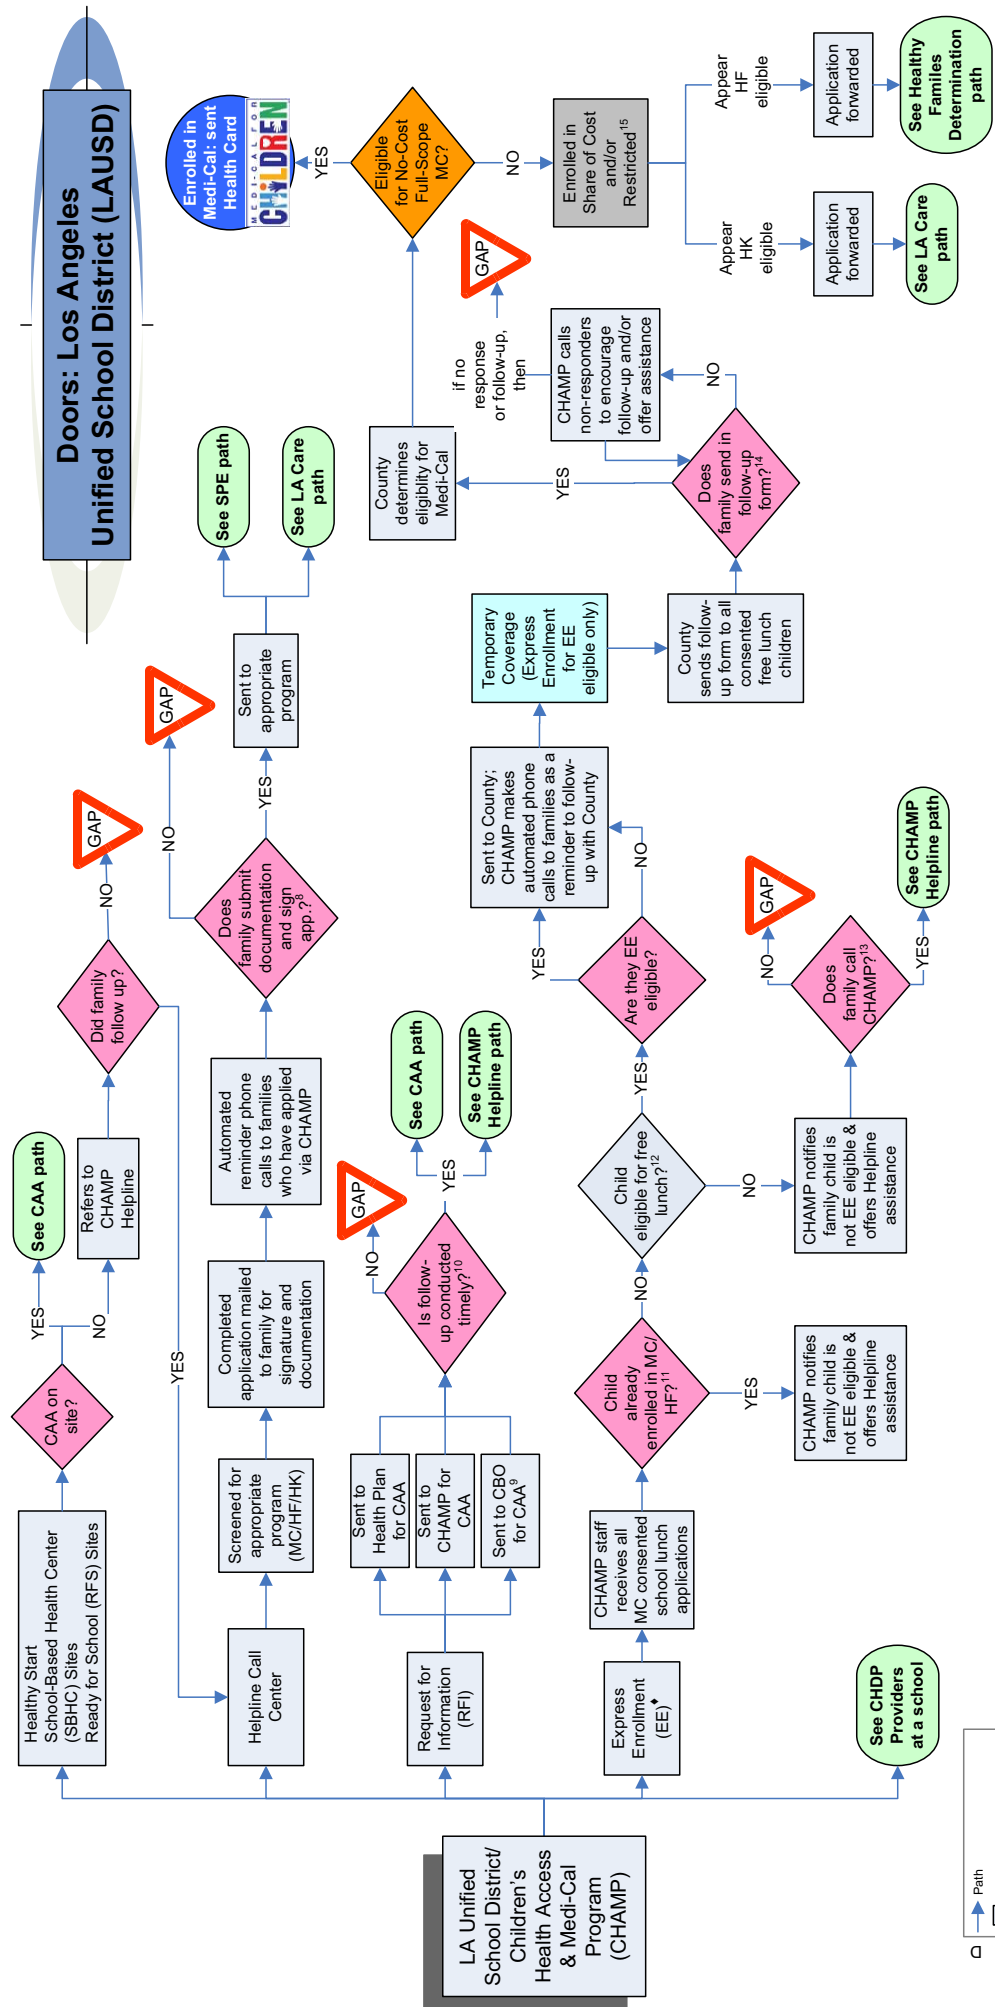 Doors: Los Angeles
Unified School District (LAUSD)
LA Unified
School District/
Children's
Health Access
& Medi-Cal
Program
(CHAMP)
Healthy Start
School-Based Health Center
(SBHC) Sites
Ready for School (RFS) Sites
CAA on
site?
YES
See CAA path
NO
Refers to
CHAMP
Helpline
Did family
follow up?
NO
GAP
YES
Helpline Call
Center
Screened for
appropriate
program
(MC/HF/HK)
Completed
application mailed
to family for
signature and
documentation
Automated
reminder phone
calls to families
who have applied
via CHAMP
Does
family submit
documentation
and sign
app.?8
NO
GAP
YES
Sent to
appropriate
program
See SPE path
See LA Care
path
Request for
Information
(RFI)
Sent to
Health Plan
for CAA
Sent to
CHAMP for
CAA
Sent to CBO
for CAA9
Is follow-
up conducted
timely?10
NO
GAP
YES
See CAA path
See CHAMP
Helpline path
Express
Enrollment
(EE)♦
CHAMP staff
receives all
MC consented
school lunch
applications
Child
already
enrolled in MC/
HF?11
YES
CHAMP notifies
family child is
not EE eligible &
offers Helpline
assistance
NO
Child
eligible for free
lunch?12
NO
CHAMP notifies
family child is
not EE eligible &
offers Helpline
assistance
Does
family call
CHAMP?13
NO
GAP
YES
See CHAMP
Helpline path
YES
Are they EE
eligible?
YES
NO
Sent to County;
CHAMP makes
automated phone
calls to families as a
reminder to follow-
up with County
Temporary
Coverage
(Express
Enrollment
for EE
eligible only)
County
sends follow-
up form to all
consented
free lunch
children
Does
family send in
follow-up
form?14
NO
CHAMP calls
non-responders
to encourage
follow-up and/or
offer assistance
if no
response
or follow-up,
then
GAP
YES
County
determines
eligiblity for
Medi-Cal
Eligible
for No-Cost
Full-Scope
MC?
YES
Enrolled in
Medi-Cal: sent
Health Card
MEDI-CAL FOR
CHILDREN
NO
Enrolled in
Share of Cost
and/or
Restricted15
Appear
HK
eligible
Application
forwarded
See LA Care
path
Appear
HF
eligible
Application
forwarded
See Healthy
Familes
Determination
path
See CHDP
Providers
at a school
Path